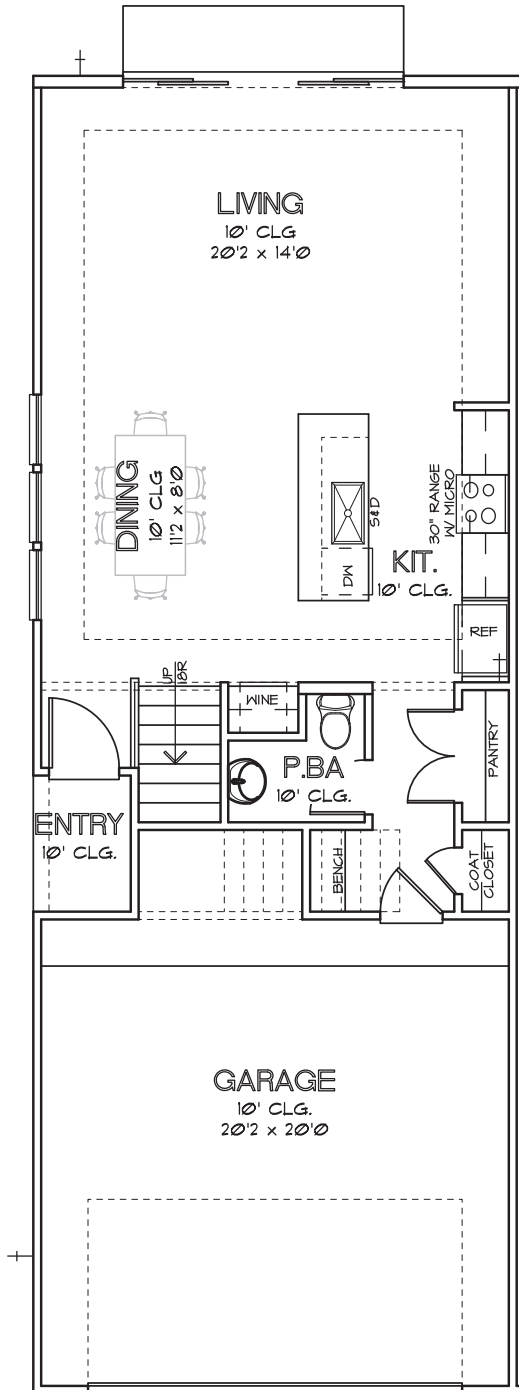 LIVING
10' CLG
20'2 x 14'0
DINING
10' CLG
11'2 x 8'0
S&D
DW
30" RANGE
W/ MICRO
KIT.
10' CLG.
REF
UP
18R
WINE
P.BA
10' CLG.
PANTRY
ENTRY
10' CLG.
BENCH
COAT
CLOSET
GARAGE
10' CLG.
20'2 x 20'0